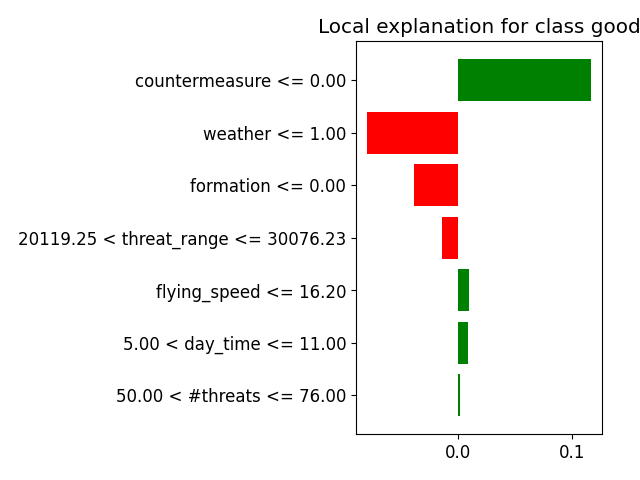 Local explanation for class good
countermeasure <= 0.00
weather <= 1.00
formation <= 0.00
20119.25 < threat_range <= 30076.23
flying_speed <= 16.20
5.00 < day_time <= 11.00
50.00 < #threats <= 76.00
0.0 0.1